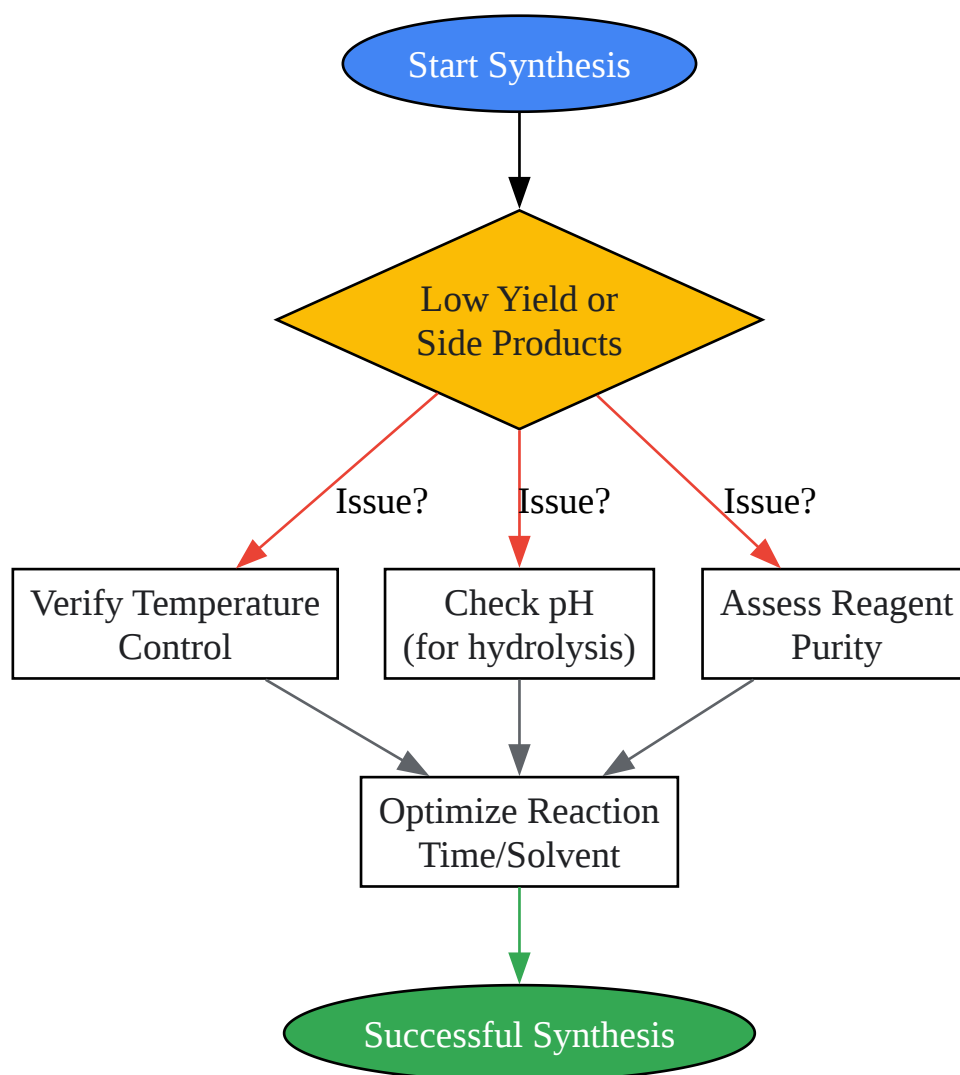 Start Synthesis
Low Yield or
Side Products
Issue?
Issue?
Issue?
Verify Temperature
Control
Check pH
(for hydrolysis)
Assess Reagent
Purity
Optimize Reaction
Time/Solvent
Successful Synthesis